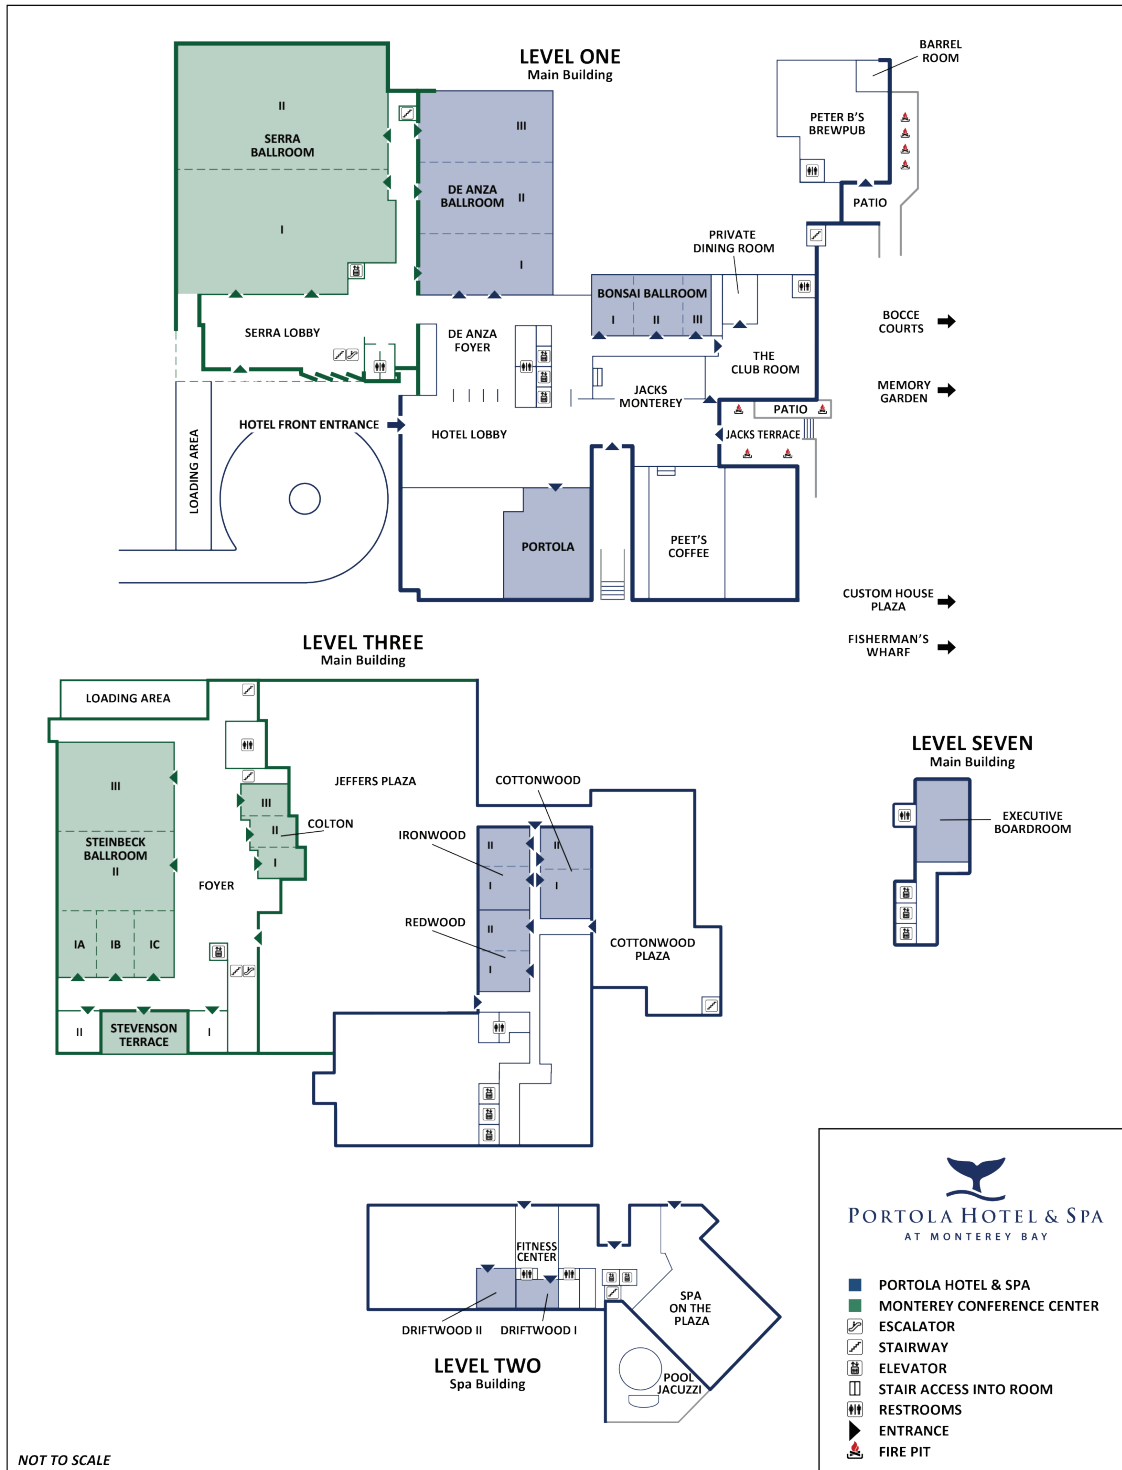 LEVEL ONE
Main Building
BARREL
ROOM
II
SERRA
BALLROOM
I
III
DE ANZA
BALLROOM
II
I
PETER B'S
BREWPUB
PATIO
PRIVATE
DINING ROOM
BONSAI BALLROOM
I
II
III
SERRA LOBBY
DE ANZA
FOYER
THE
CLUB ROOM
JACKS
MONTEREY
BOCCE
COURTS
MEMORY
GARDEN
PATIO
JACKS TERRACE
HOTEL FRONT ENTRANCE
HOTEL LOBBY
LOADING AREA
PORTOLA
PEET'S
COFFEE
CUSTOM HOUSE
PLAZA
FISHERMAN'S
WHARF
LEVEL THREE
Main Building
LOADING AREA
JEFFERS PLAZA
COTTONWOOD
III
STEINBECK
BALLROOM
II
IA
IB
IC
III
II
I
COLTON
FOYER
IRONWOOD
II
I
REDWOOD
II
I
II
I
COTTONWOOD
PLAZA
II
STEVENSON
TERRACE
I
LEVEL SEVEN
Main Building
EXECUTIVE
BOARDROOM
FITNESS
CENTER
SPA
ON THE
PLAZA
DRIFTWOOD II
DRIFTWOOD I
LEVEL TWO
Spa Building
POOL
JACUZZI
PORTOLA HOTEL & SPA
AT MONTEREY BAY
PORTOLA HOTEL & SPA
MONTEREY CONFERENCE CENTER
ESCALATOR
STAIRWAY
ELEVATOR
STAIR ACCESS INTO ROOM
RESTROOMS
ENTRANCE
FIRE PIT
NOT TO SCALE